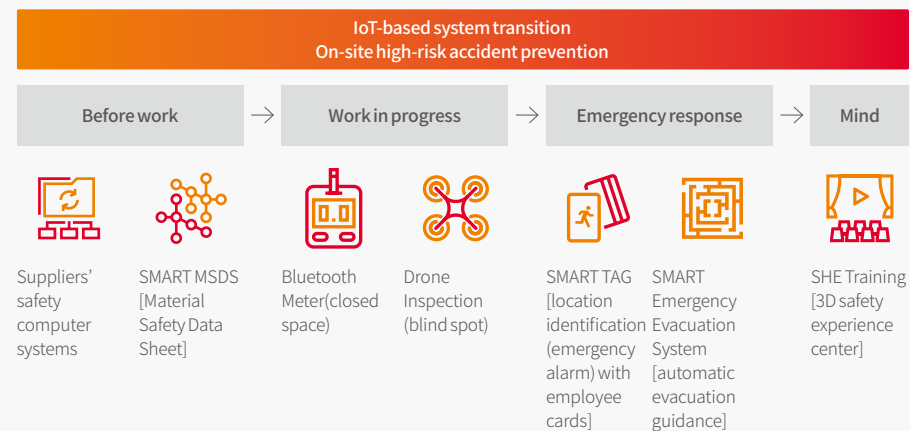 IoT-based system transition
On-site high-risk accident prevention
Before work
Work in progress
Emergency response
Mind
0.0
Suppliers'
safety
computer
systems
SMART MSDS
[Material
Safety Data
Sheet]
Bluetooth
Meter(closed
space)
Drone
Inspection
(blind spot)
SMART TAG
[location
identification
(emergency
alarm) with
employee
cards]
SMART
Emergency
Evacuation
System
[automatic
evacuation
guidance]
SHE Training
[3D safety
experience
center]